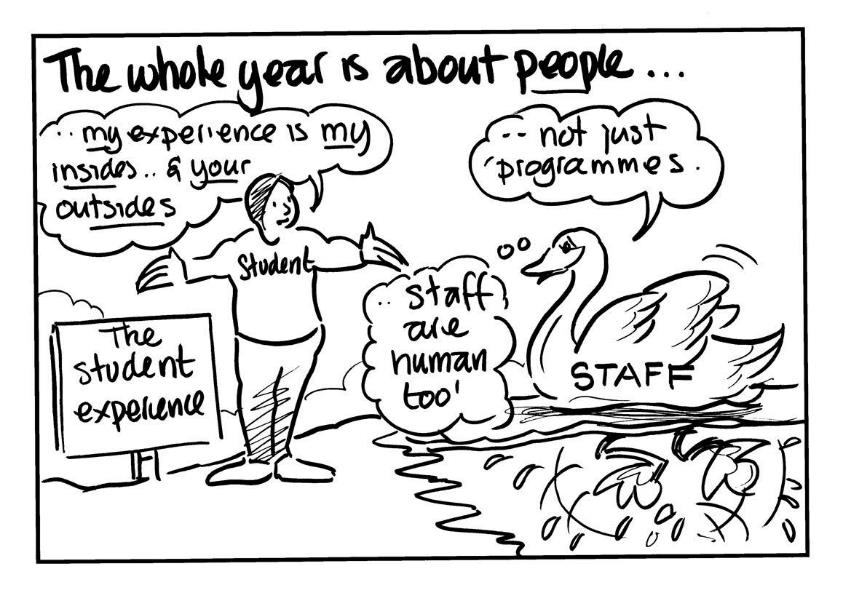 The whole year is about people...
.. my experience is my
insides .. & your
outsides
-- not just
'programmes.
Student
.. staff
are
human
too'
The
student
experience
STAFF